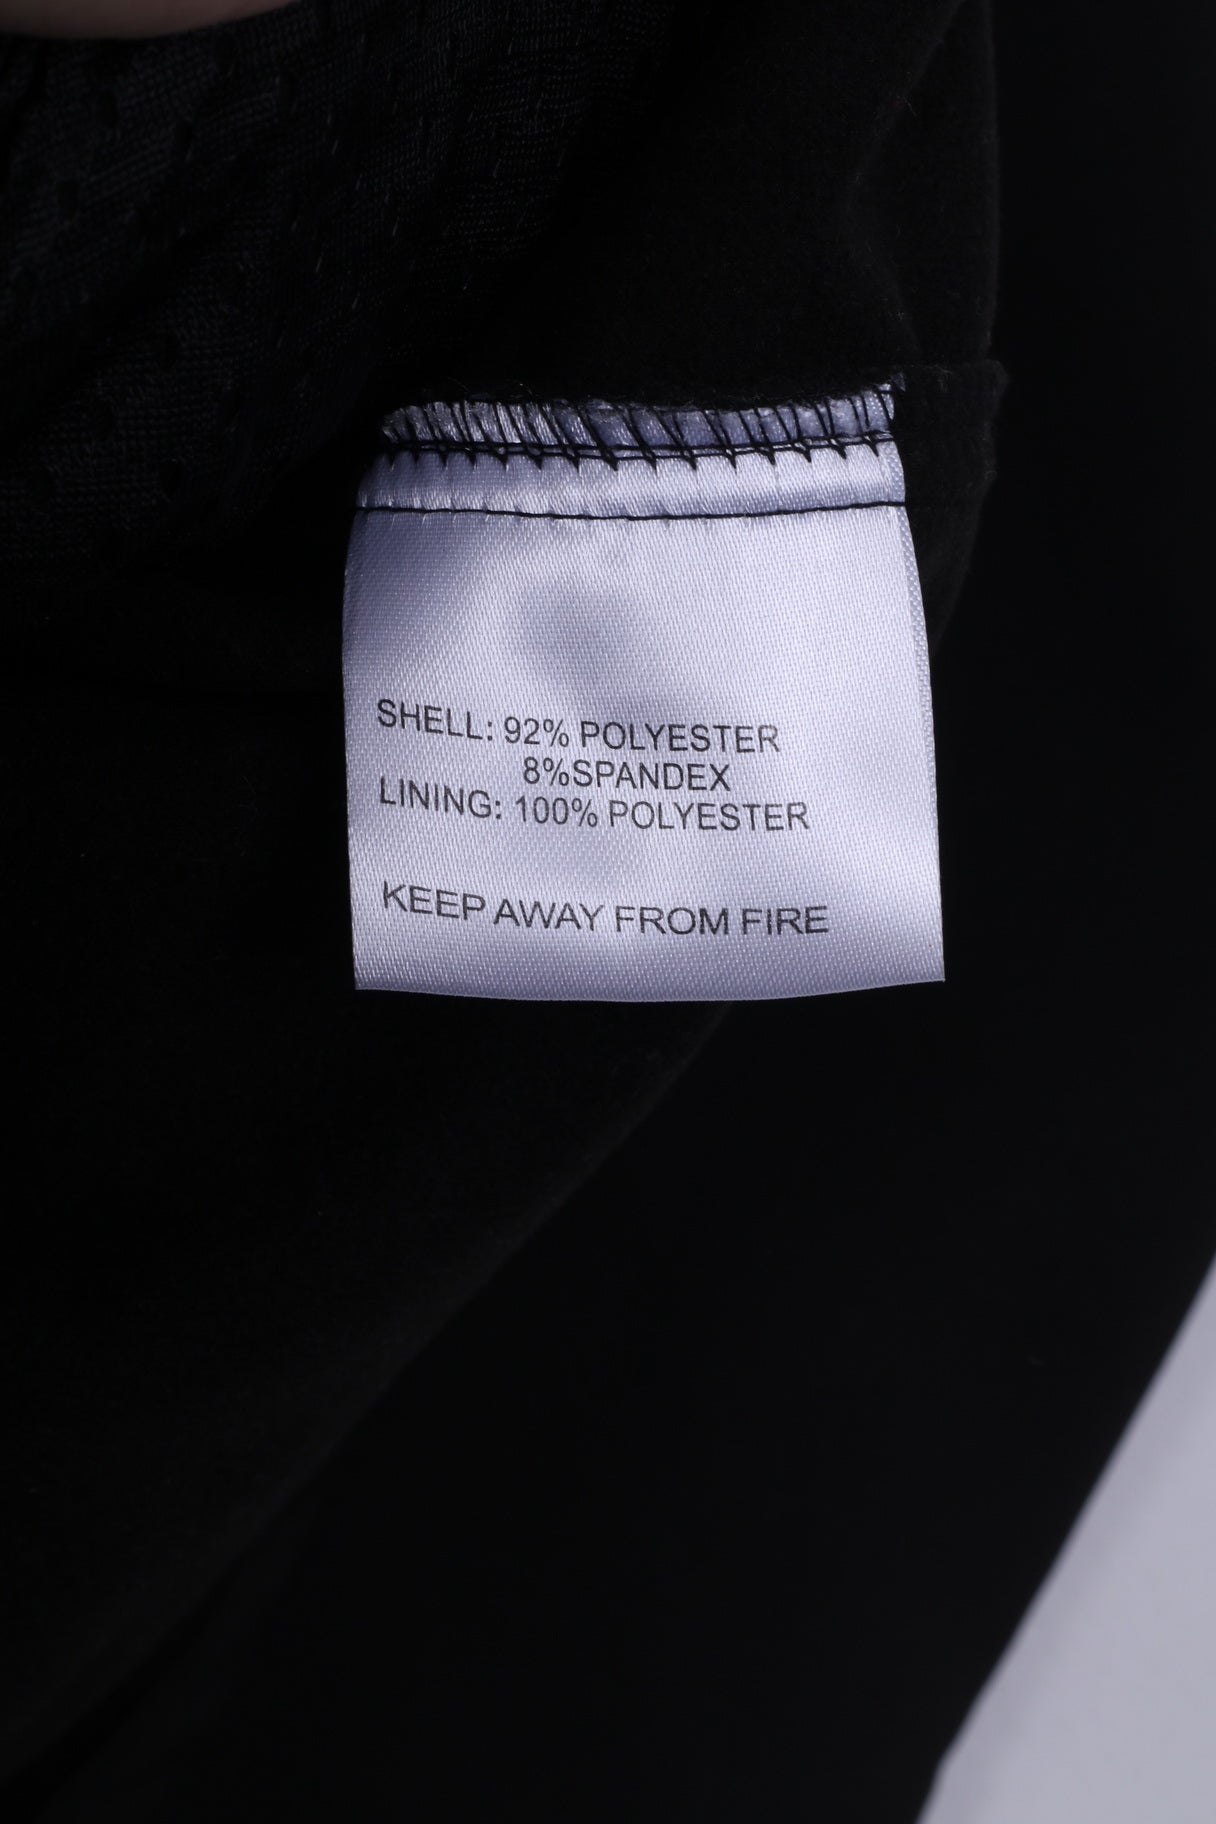 SHELL: 92% POLYESTER
8%SPANDEX
LINING: 100% POLYESTER
KEEP AWAY FROM FIRE